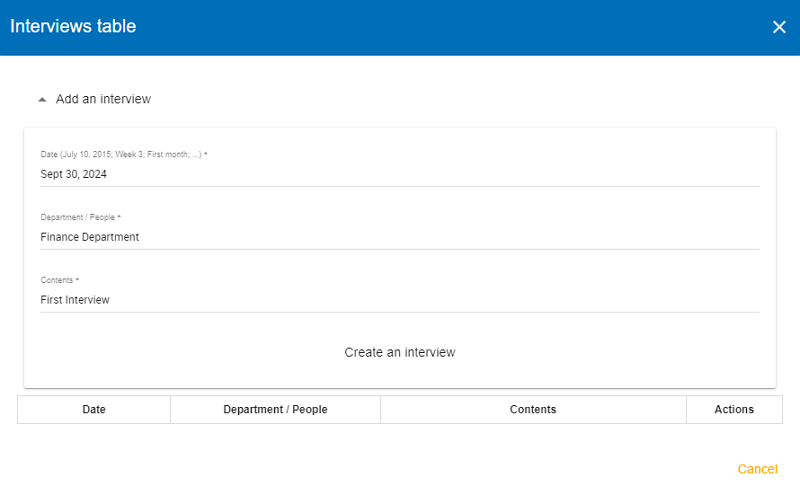 Interviews table
Add an interview
Date (July 10, 2015; Week 3; First month; ...) *
Sept 30, 2024
Department / People *
Finance Department
Contents *
First Interview
Create an interview
Date Department / People Contents Actions
Cancel